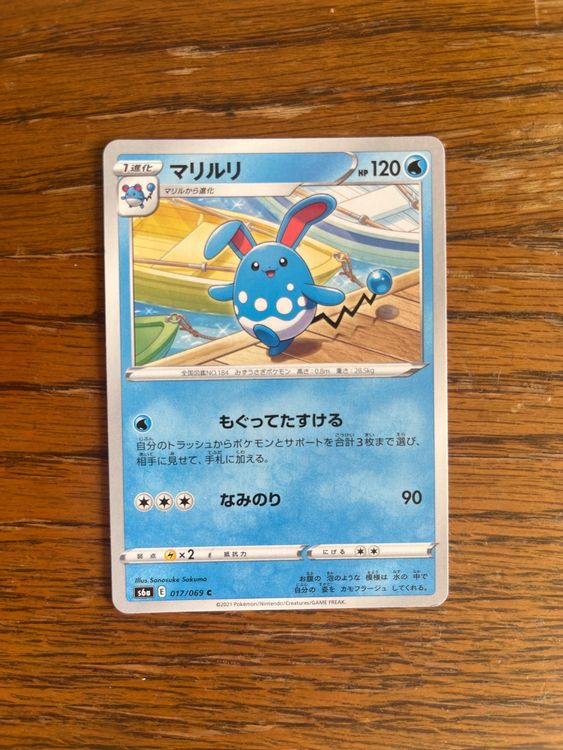 1進化
マリルリ
HP 120
マリルから進化
全国図鑑NO.184 みずうさぎポケモン 高さ:0.8m 重さ:28.5kg
もぐってたすける
自分のトラッシュからポケモンとサポートを合計3枚まで選び、
相手に見せて、手札に加える。
なみのり 90
弱点 ×2 抵抗力 にげる
Illus. Sanosuke Sakuma
s6a E 017/069 C
お腹の 泡のような 模様は 水の 中で
自分の 姿を カモフラージュ してくれる。
©2021 Pokémon/Nintendo/Creatures/GAME FREAK.